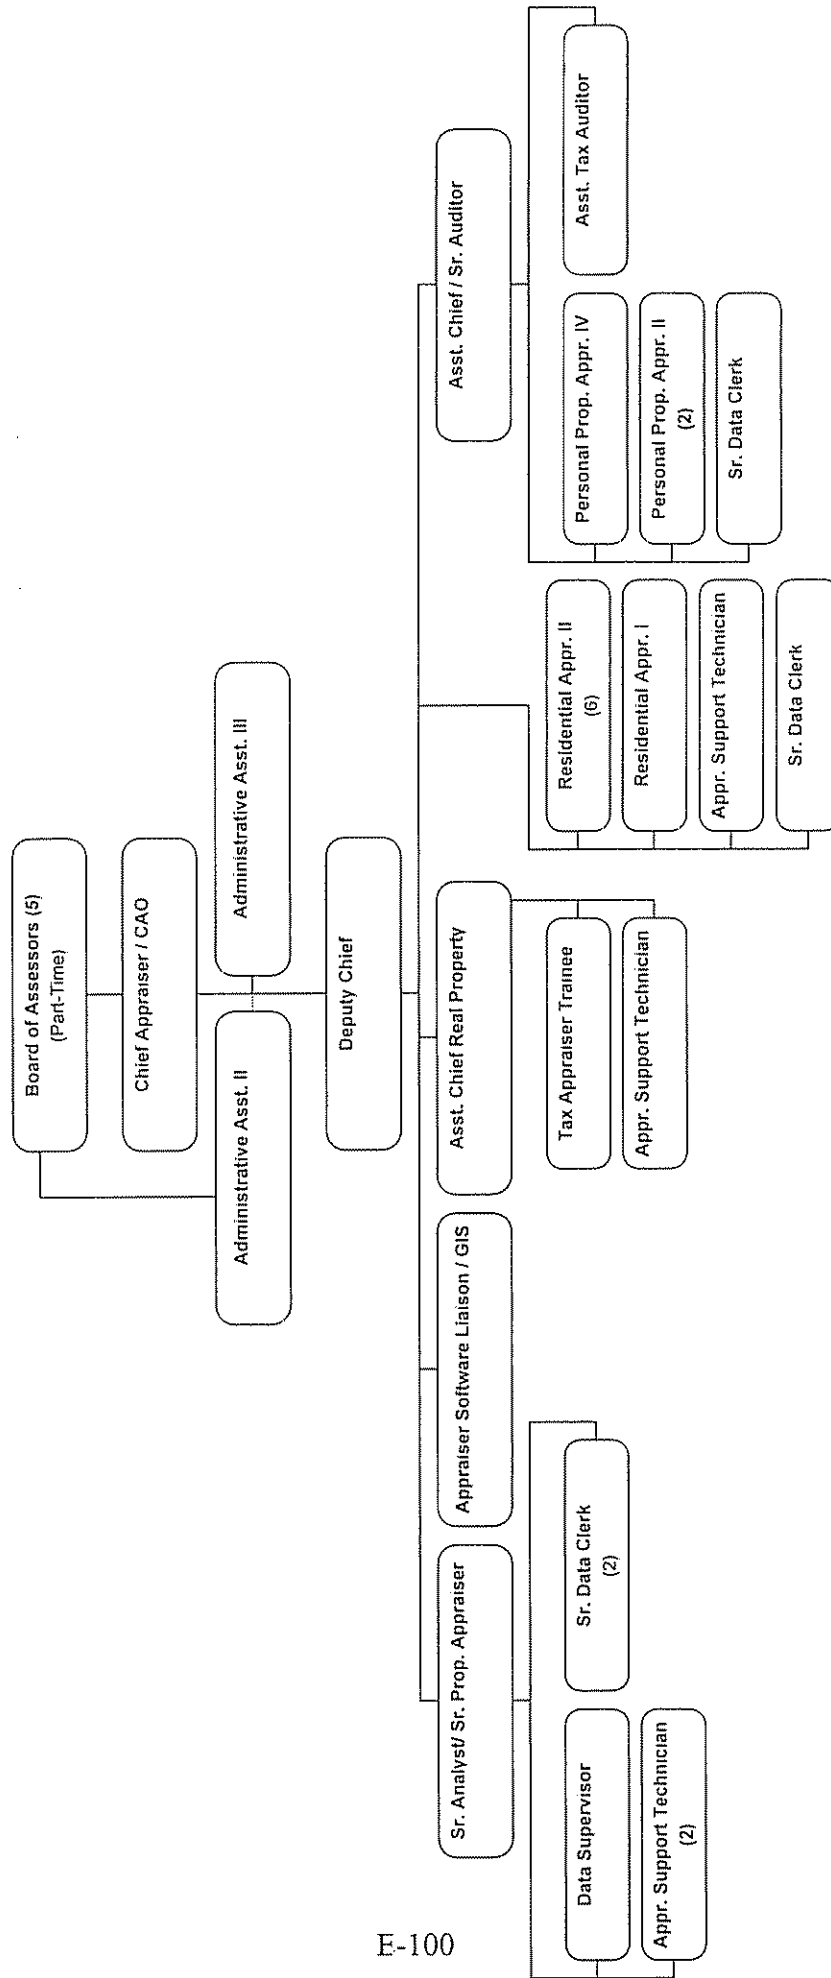 Board of Assessors (5)
(Part-Time)
Chief Appraiser / CAO
Administrative Asst. II
Administrative Asst. III
Deputy Chief
Sr. Analyst/ Sr. Prop. Appraiser
Appraiser Software Liaison / GIS
Asst. Chief Real Property
Asst. Chief / Sr. Auditor
Data Supervisor
Appr. Support Technician
(2)
Sr. Data Clerk
(2)
Tax Appraiser Trainee
Appr. Support Technician
Residential Appr. II
(6)
Residential Appr. I
Appr. Support Technician
Sr. Data Clerk
Personal Prop. Appr. IV
Personal Prop. Appr. II
(2)
Sr. Data Clerk
Asst. Tax Auditor
E-100